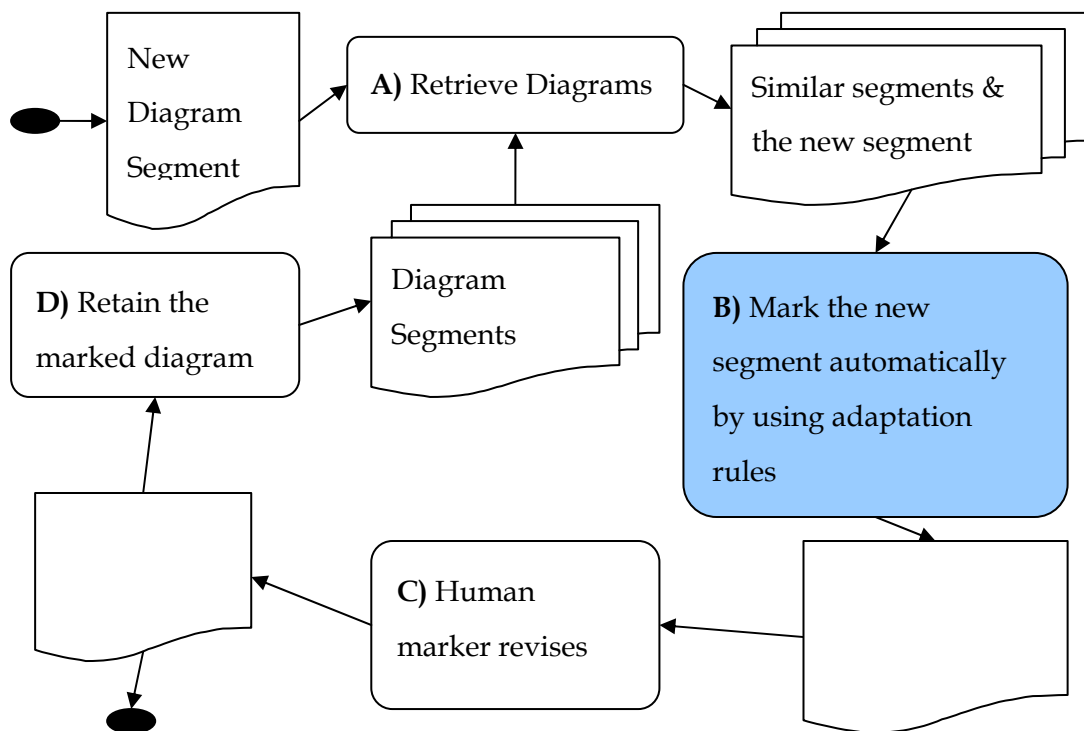 New
Diagram
Segment
A) Retrieve Diagrams
Similar segments &
the new segment
D) Retain the
marked diagram
Diagram
Segments
B) Mark the new
segment automatically
by using adaptation
rules
C) Human
marker revises